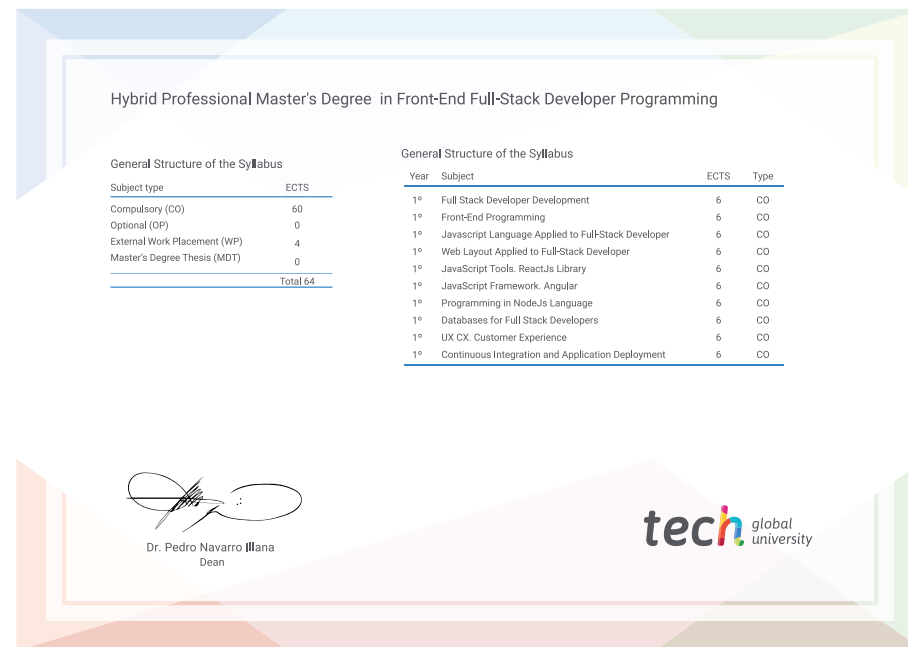 Hybrid Professional Master's Degree in Front-End Full-Stack Developer Programming
General Structure of the Syllabus
Subject type ECTS
Compulsory (CO) 60
Optional (OP) 0
External Work Placement (WP) 4
Master's Degree Thesis (MDT) 0
Total 64
General Structure of the Syllabus
Year Subject ECTS Type
1º Full Stack Developer Development 6 CO
1º Front-End Programming 6 CO
1º Javascript Language Applied to Full-Stack Developer 6 CO
1º Web Layout Applied to Full-Stack Developer 6 CO
1º JavaScript Tools. ReactJs Library 6 CO
1º JavaScript Framework. Angular 6 CO
1º Programming in NodeJs Language 6 CO
1º Databases for Full Stack Developers 6 CO
1º UX CX. Customer Experience 6 CO
1º Continuous Integration and Application Deployment 6 CO
Dr. Pedro Navarro Illana
Dean
tech global
university